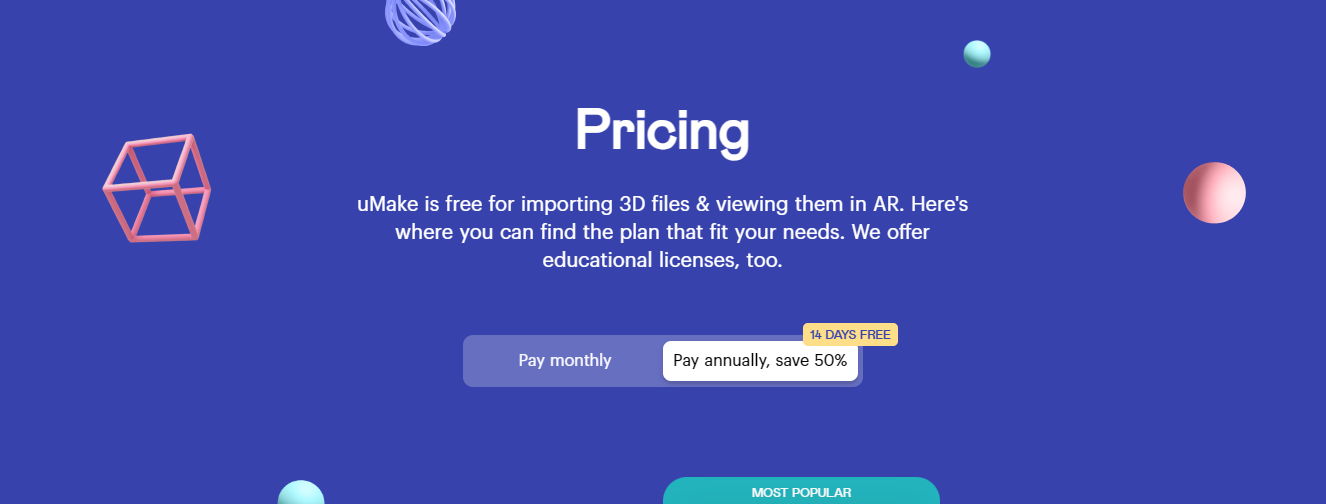 Pricing
uMake is free for importing 3D files & viewing them in AR. Here's
where you can find the plan that fit your needs. We offer
educational licenses, too.
14 DAYS FREE
Pay monthly
Pay annually, save 50%
MOST POPULAR